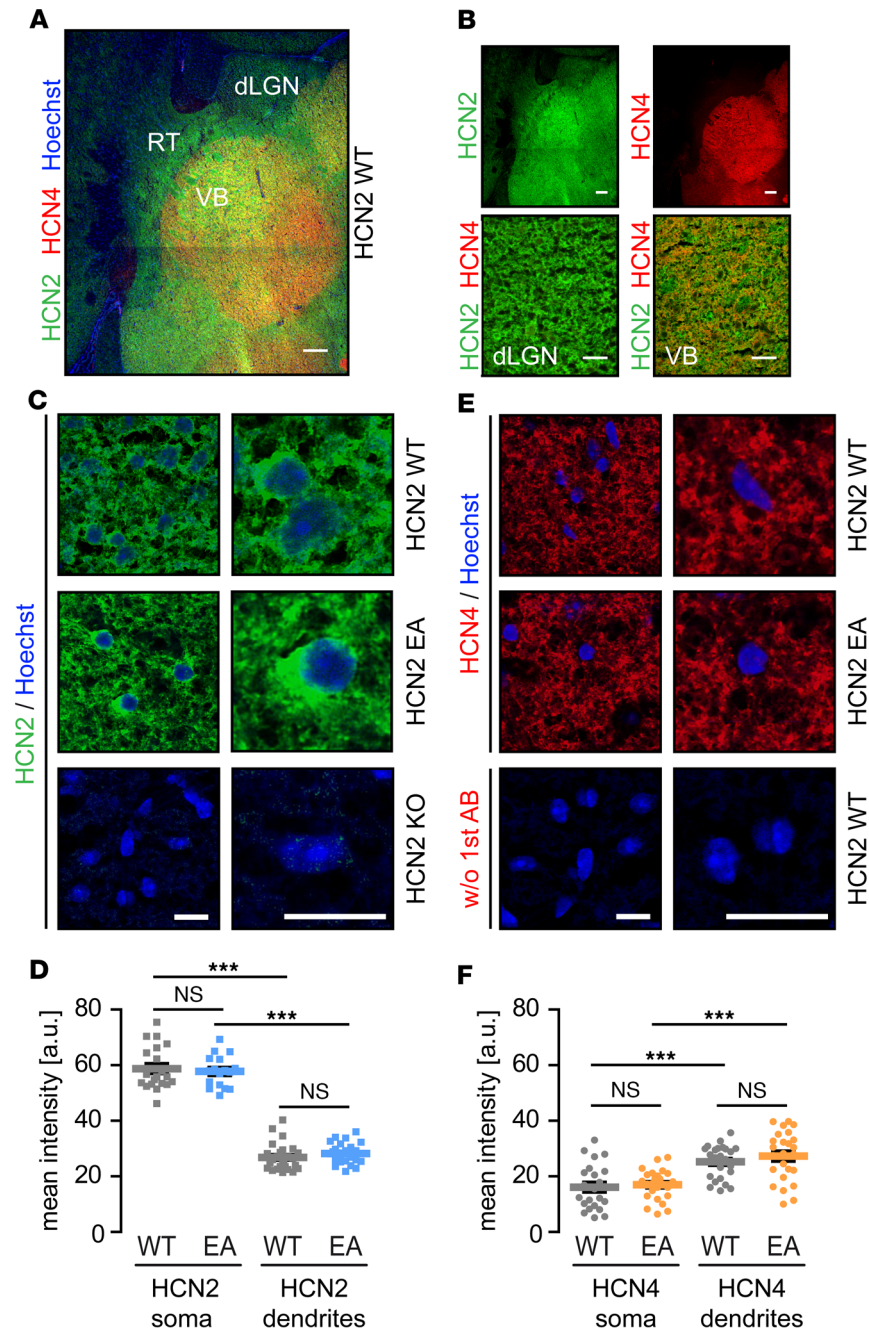 A
HCN2 HCN4 Hoechst
dLGN
RT
VB
HCN2 WT
B
HCN2
HCN4
HCN2 HCN4
dLGN
HCN2 HCN4
VB
C
HCN2 / Hoechst
HCN2 WT
HCN2 EA
HCN2 KO
E
HCN4 / Hoechst
w/o 1st AB
HCN2 WT
HCN2 EA
HCN2 WT
D
mean intensity [a.u.]
80
60
40
20
0
***
NS
***
NS
WT EA WT EA
HCN2 HCN2
soma dendrites
F
mean intensity [a.u.]
80
60
40
20
0
***
***
NS NS
WT EA WT EA
HCN4 HCN4
soma dendrites